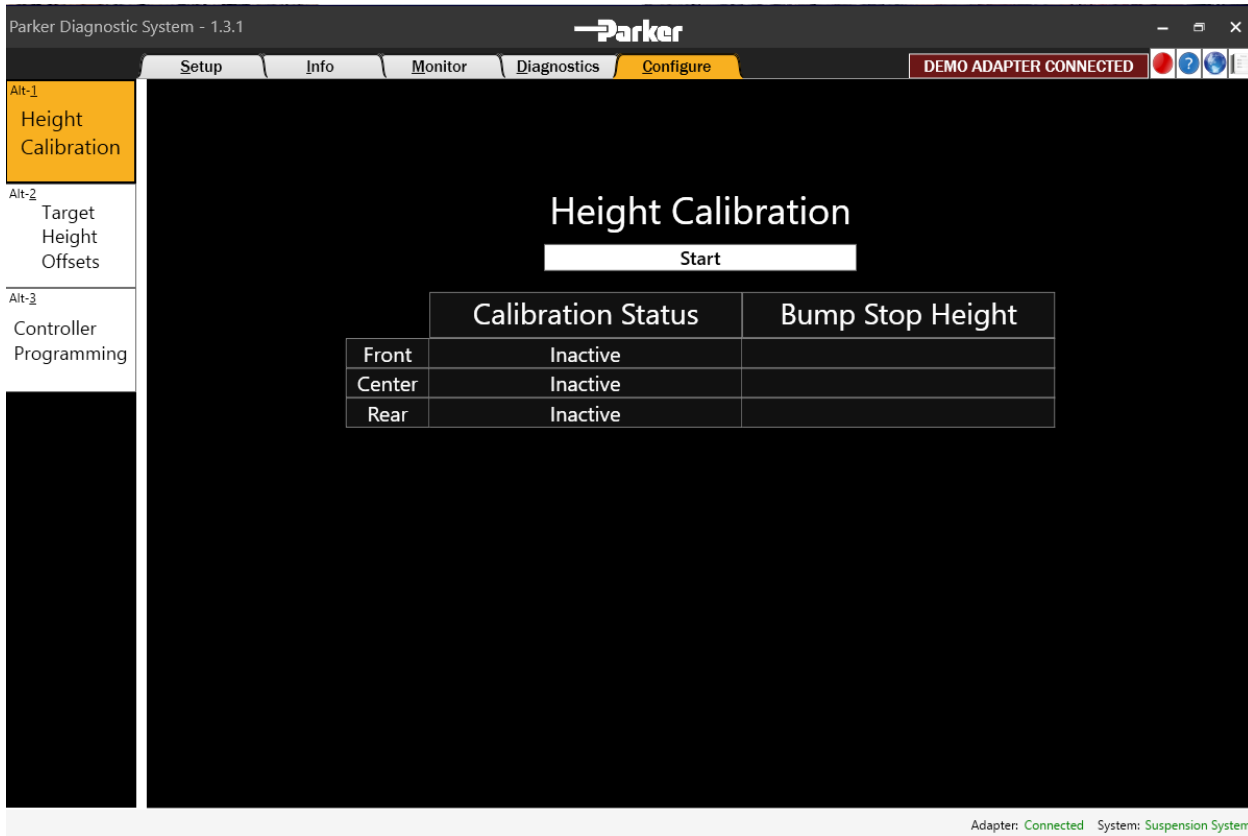 Parker Diagnostic System - 1.3.1
Parker
Setup Info Monitor Diagnostics Configure DEMO ADAPTER CONNECTED ?
Alt-1
Height
Calibration
Alt-2
Target
Height
Offsets
Alt-3
Controller
Programming
Height Calibration
Start
Calibration Status Bump Stop Height
Front Inactive
Center Inactive
Rear Inactive
Adapter: Connected System: Suspension System